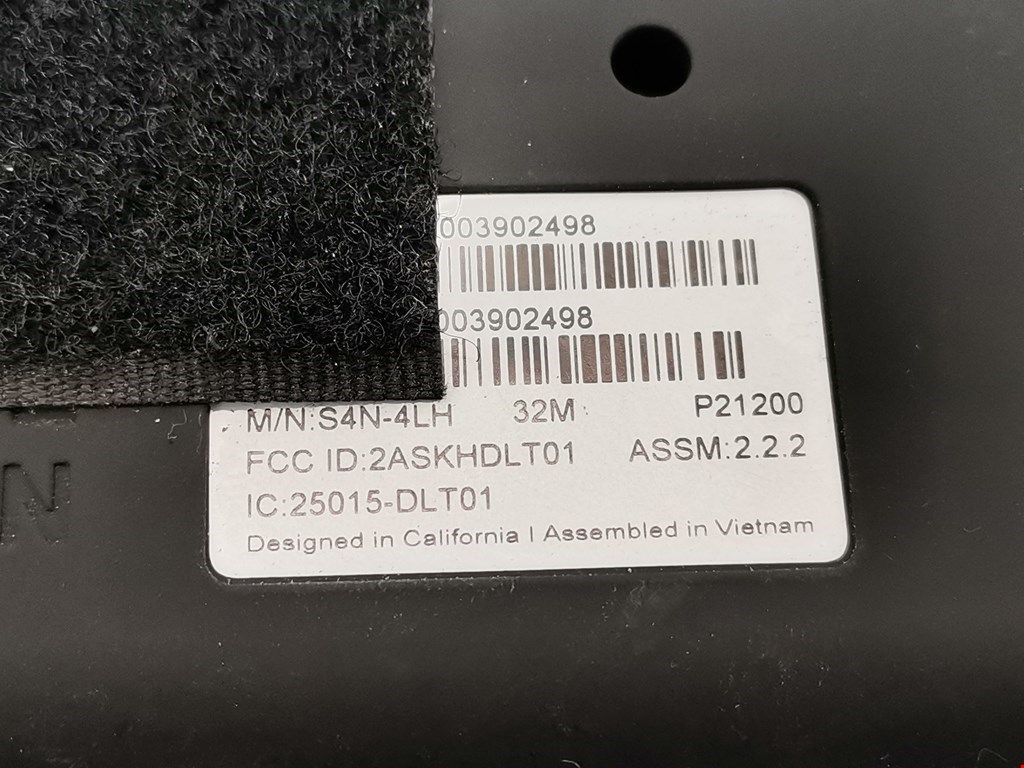 003902498
003902498
M/N:S4N-4LH 32M P21200
FCC ID:2ASKHDLT01 ASSM:2.2.2
IC:25015-DLT01
N
Designed in California I Assembled in Vietnam